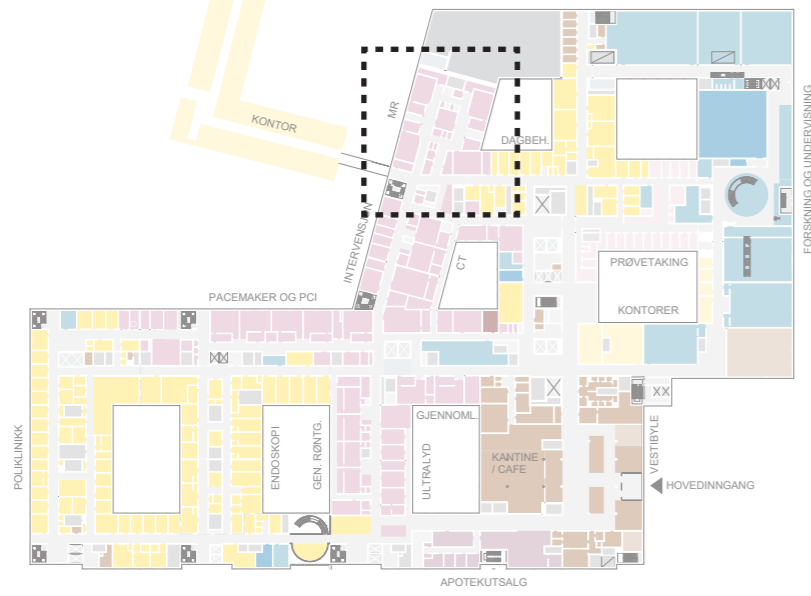 KONTOR
MR
DAGBEH.
FORSKNING OG UNDERVISNING
INTERVENSJON
CT
PRØVETAKING
KONTORER
PACEMAKER OG PCI
POLIKLINIKK
ENDOSKOPI
GEN. RØNTG.
GJENNOML.
ULTRALYD
KANTINE
/ CAFE
VESTIBYLE
HOVEDINNGANG
APOTEKUTSALG